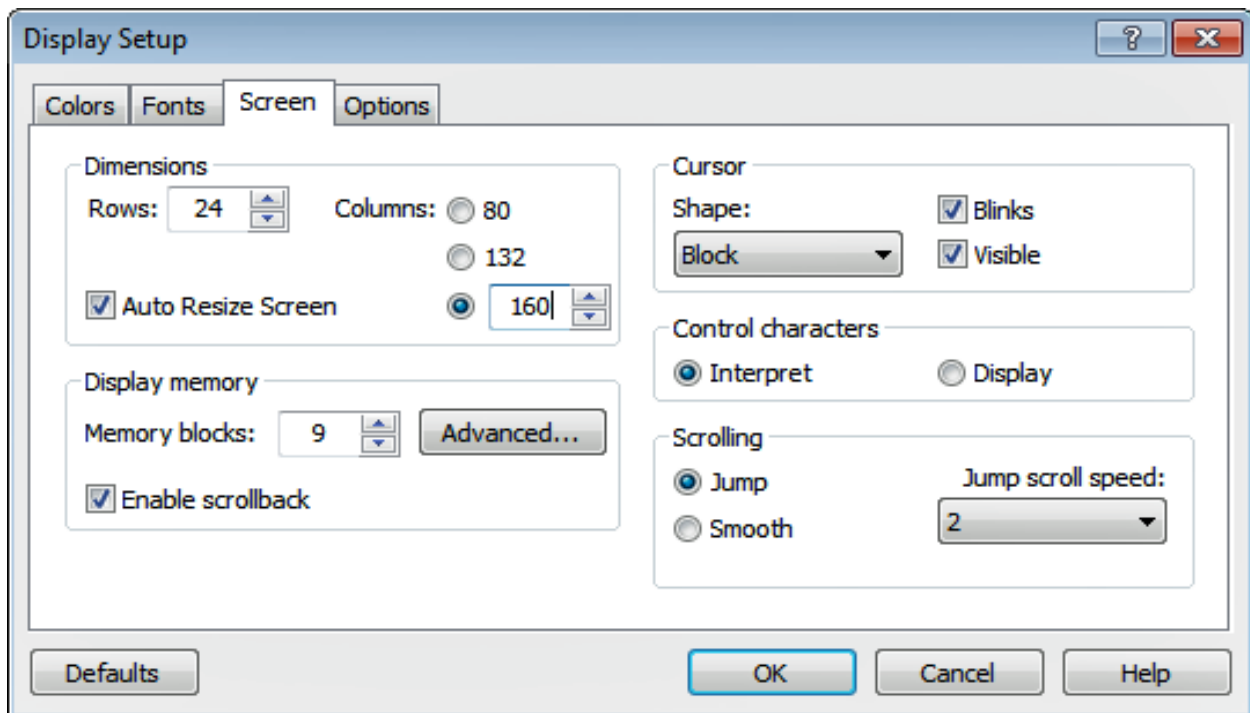 Display Setup
Colors Fonts Screen Options
Dimensions
Rows: 24 Columns: 80
132
Auto Resize Screen 160
Display memory
Memory blocks: 9 Advanced...
Enable scrollback
Cursor
Shape: Blinks
Block Visible
Control characters
Interpret Display
Scrolling
Jump Jump scroll speed:
Smooth 2
Defaults OK Cancel Help